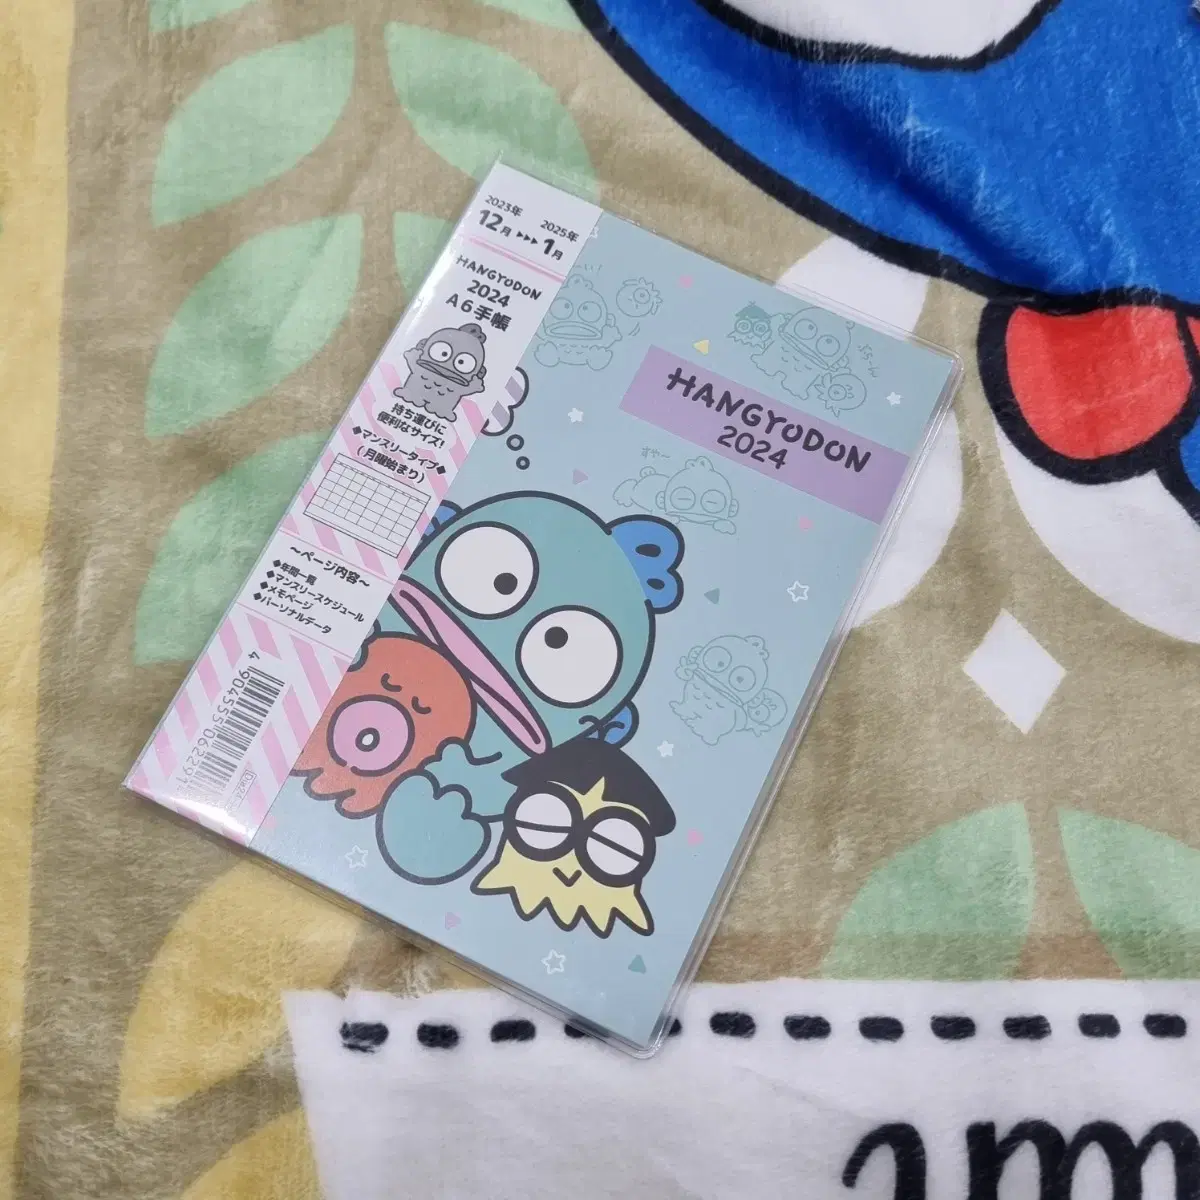 2023年
12月 ▶▶▶ 2025年 1月
HANGYODON
2024
A6手帳
持ち運びに
便利なサイズ!
◆マンスリータイプ◆
(月曜始まり)
〜ページ内容〜
◆年間一覧
◆マンスリースケジュール
◆メモページ
◆パーソナルデータ
4904555062291
HANGYODON
2024
すや〜